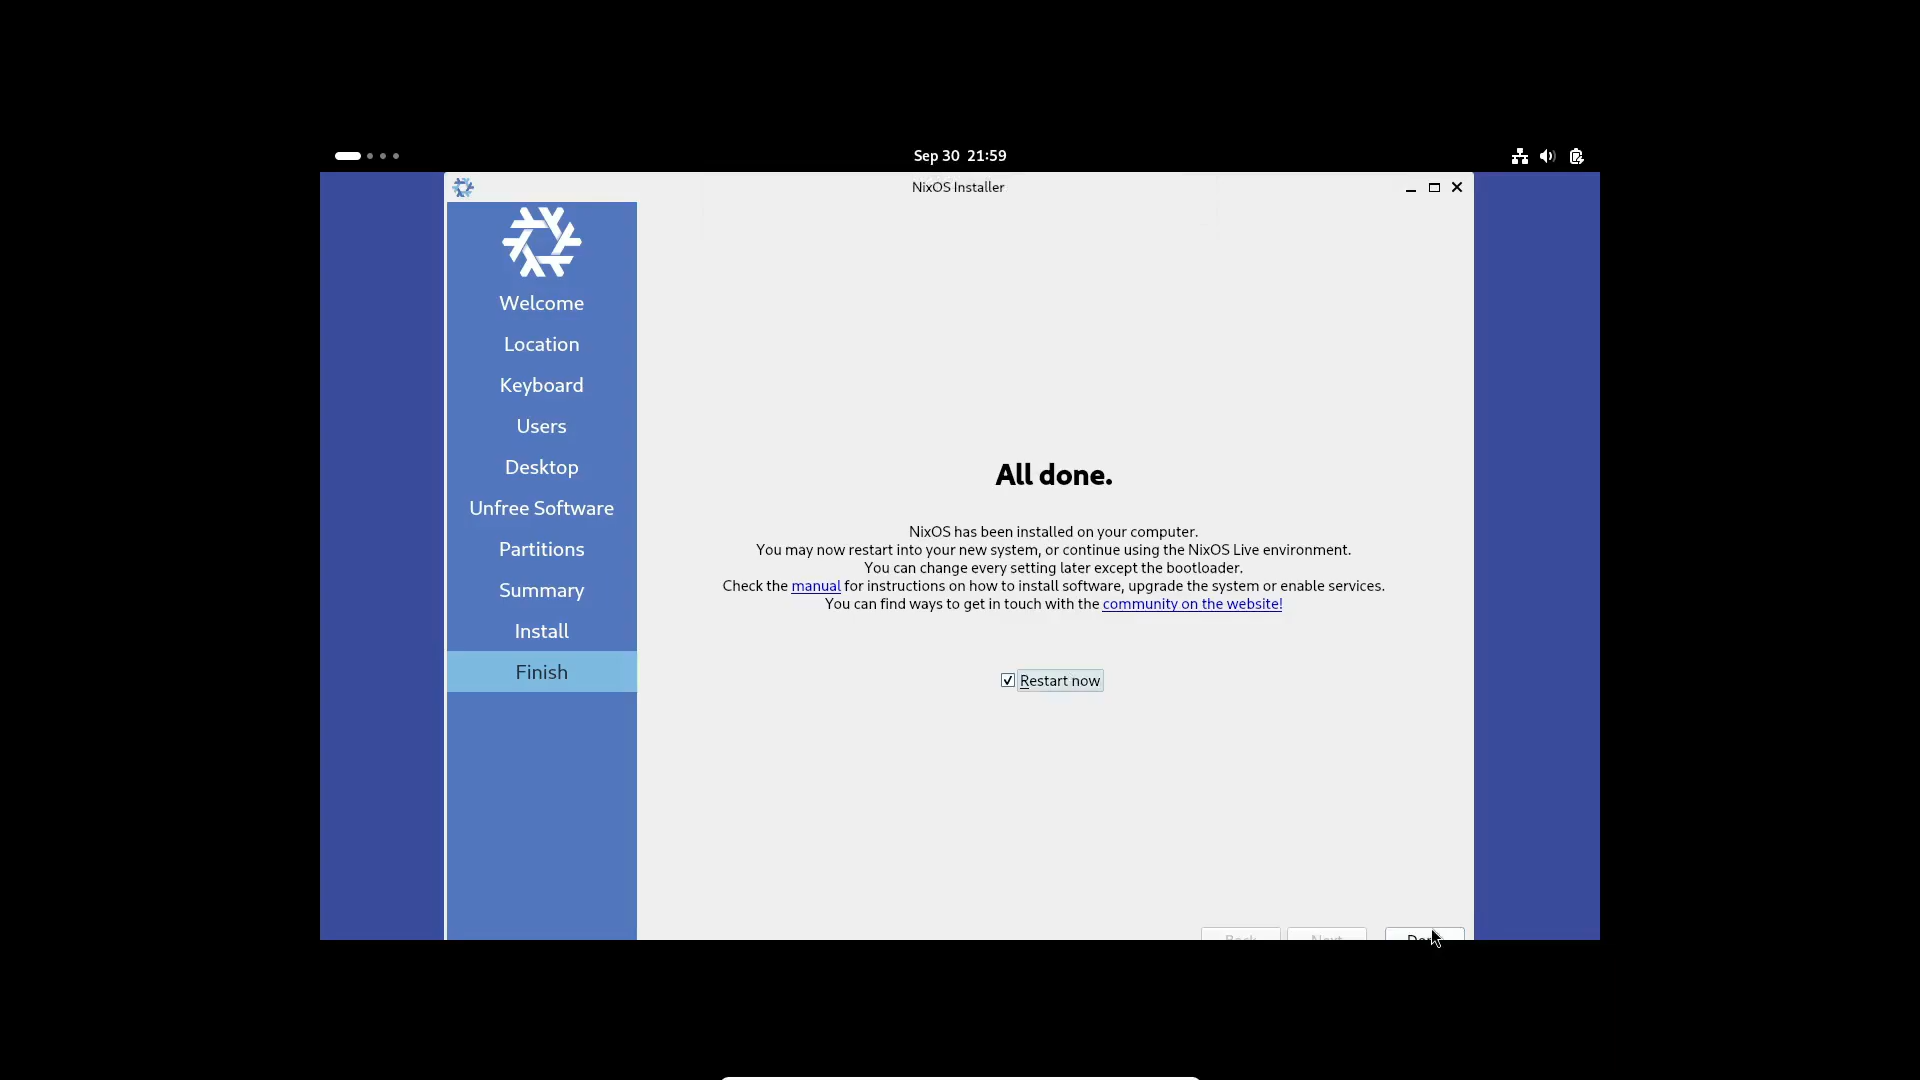 Sep 30 21:59
NixOS Installer
Welcome
Location
Keyboard
Users
Desktop
Unfree Software
Partitions
Summary
Install
Finish
All done.
NixOS has been installed on your computer.
You may now restart into your new system, or continue using the NixOS Live environment.
You can change every setting later except the bootloader.
Check the manual for instructions on how to install software, upgrade the system or enable services.
You can find ways to get in touch with the community on the website!
Restart now